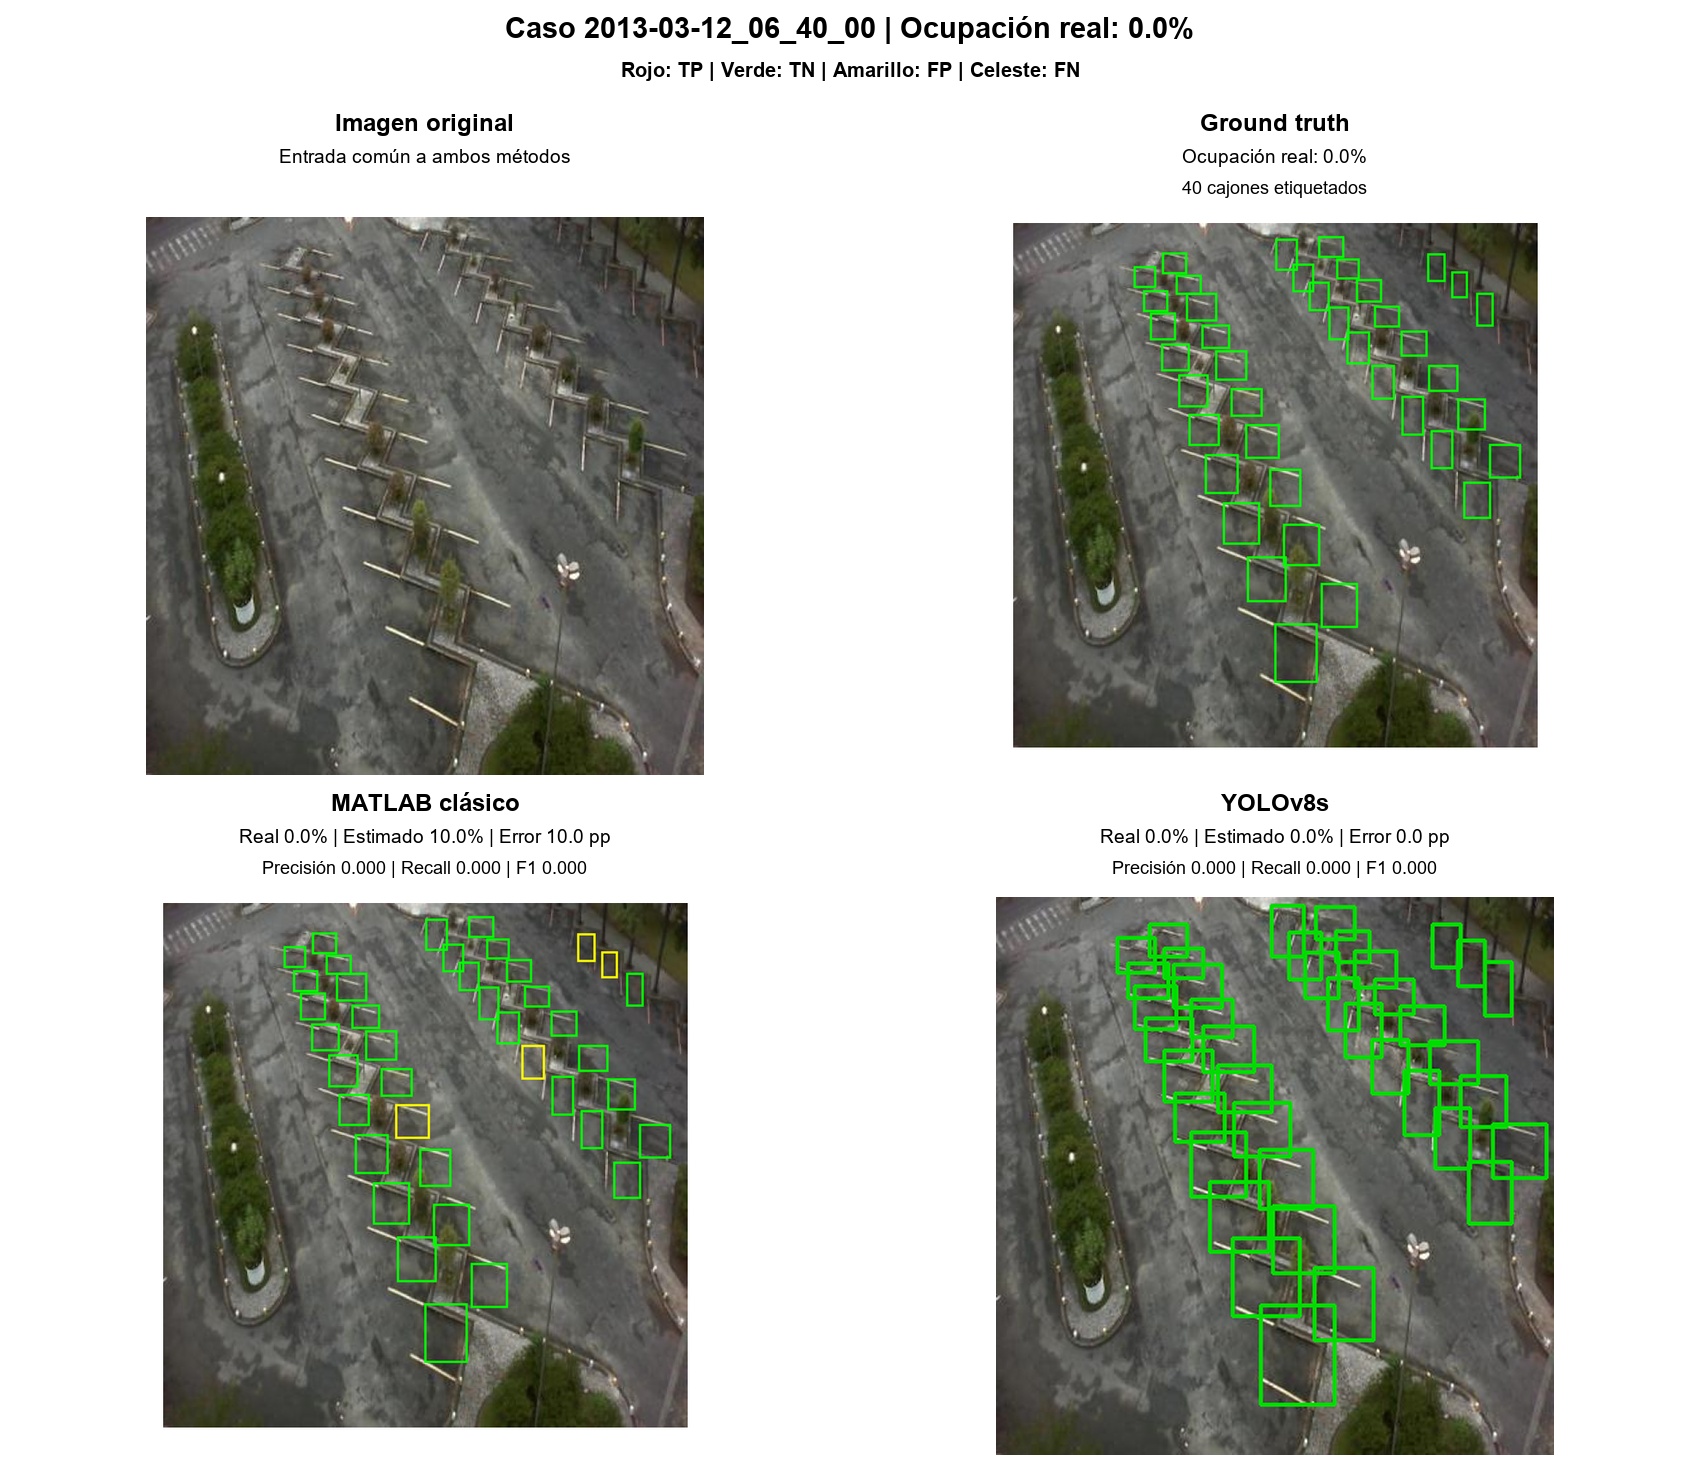 Caso 2013-03-12_06_40_00 | Ocupación real: 0.0%
Rojo: TP | Verde: TN | Amarillo: FP | Celeste: FN
Imagen original
Entrada común a ambos métodos
Ground truth
Ocupación real: 0.0%
40 cajones etiquetados
MATLAB clásico
Real 0.0% | Estimado 10.0% | Error 10.0 pp
Precisión 0.000 | Recall 0.000 | F1 0.000
YOLOv8s
Real 0.0% | Estimado 0.0% | Error 0.0 pp
Precisión 0.000 | Recall 0.000 | F1 0.000